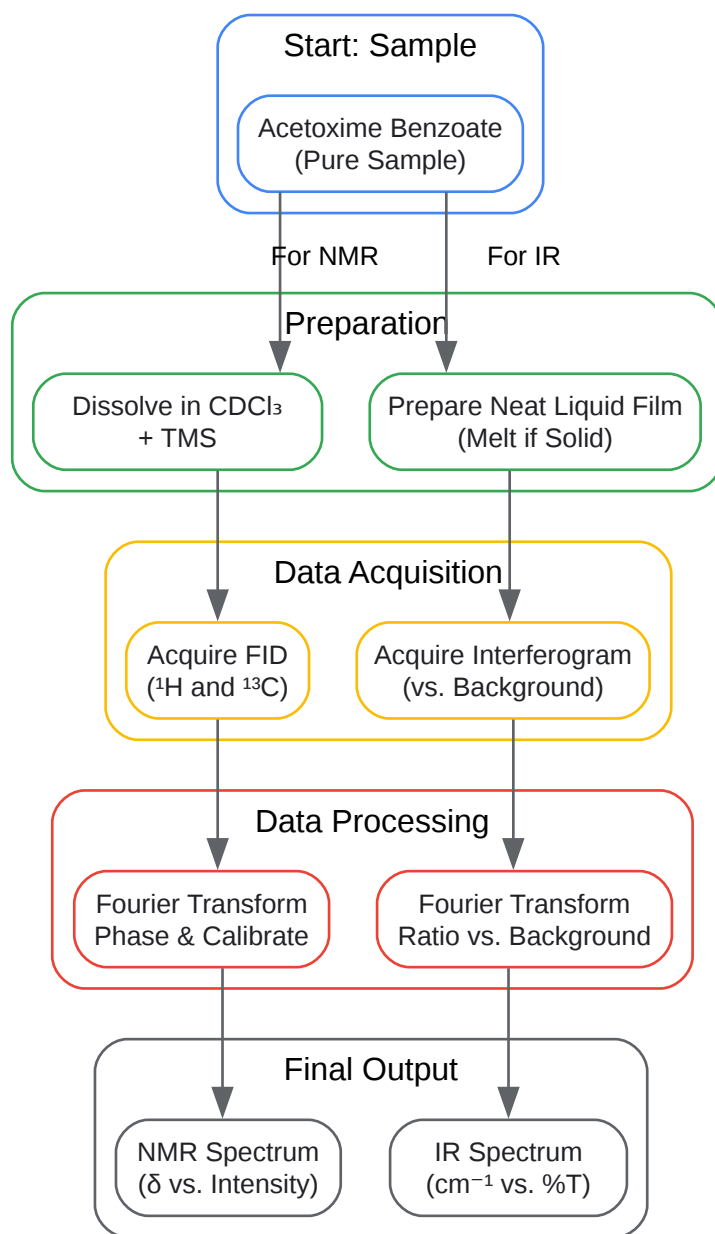 Start: Sample
Acetoxime Benzoate
(Pure Sample)
For NMR
For IR
Preparation
Dissolve in CDCl₃
+ TMS
Prepare Neat Liquid Film
(Melt if Solid)
Data Acquisition
Acquire FID
(¹H and ¹³C)
Acquire Interferogram
(vs. Background)
Data Processing
Fourier Transform
Phase & Calibrate
Fourier Transform
Ratio vs. Background
Final Output
NMR Spectrum
(δ vs. Intensity)
IR Spectrum
(cm⁻¹ vs. %T)